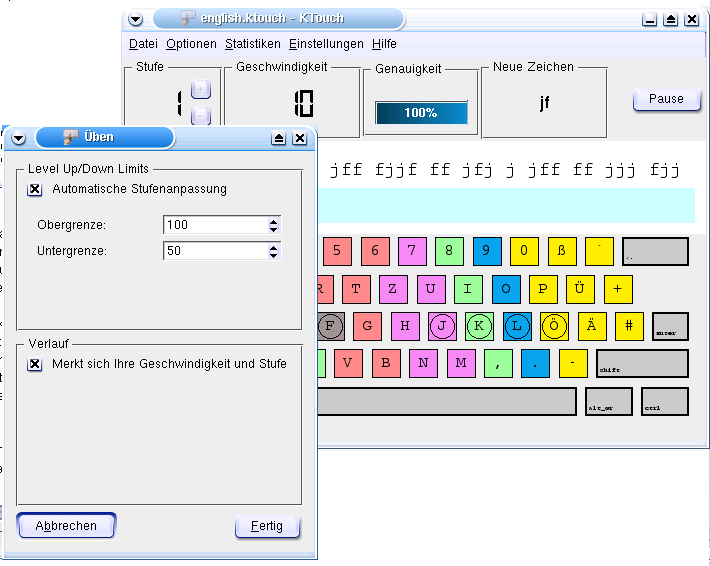 english.ktouch - KTouch
Datei Optionen Statistiken Einstellungen Hilfe
Stufe
1
Geschwindigkeit
10
Genauigkeit
100%
Neue Zeichen
jf
Pause
jff fjjf ff jfj j jff ff jjj fjj
5 6 7 8 9 0 ß ´ ..
R T Z U I O P Ü +
F G H J K L Ö Ä # enter
V B N M , . - shift
alt_gr ctrl
Üben
Level Up/Down Limits
Automatische Stufenanpassung
Obergrenze: 100
Untergrenze: 50
Verlauf
Merkt sich Ihre Geschwindigkeit und Stufe
Abbrechen Fertig